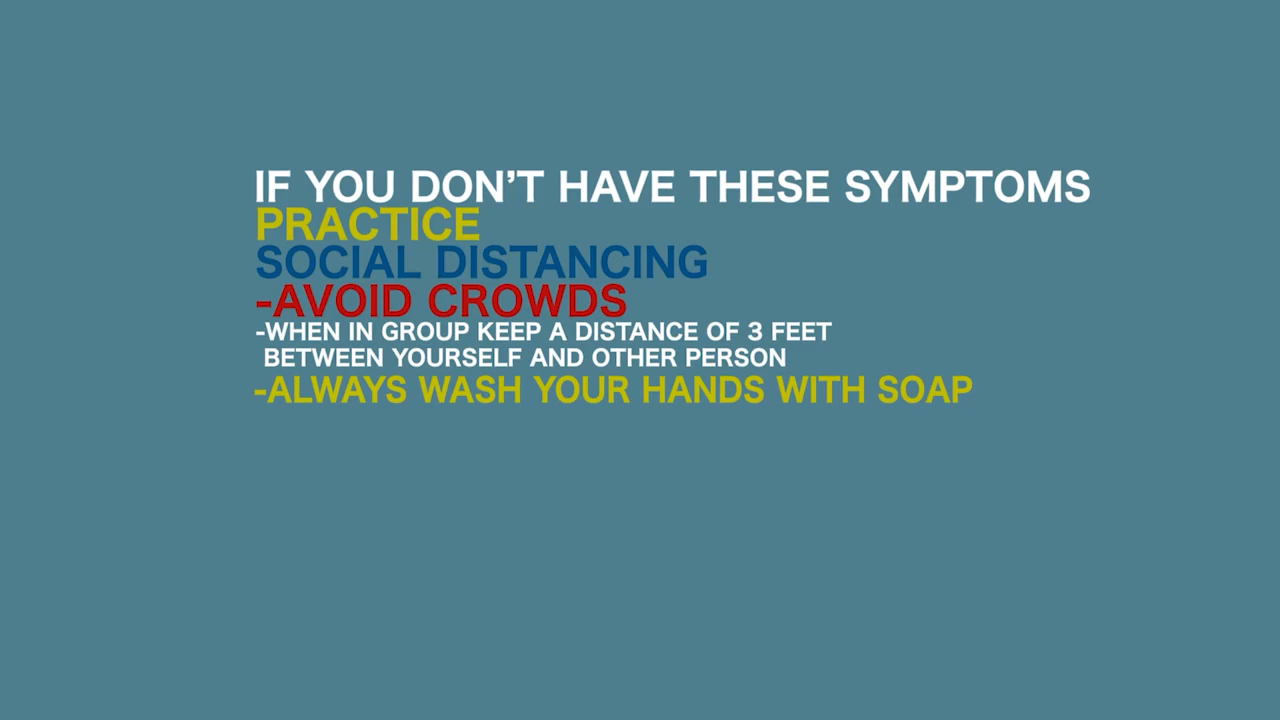 IF YOU DON'T HAVE THESE SYMPTOMS
PRACTICE
SOCIAL DISTANCING
-AVOID CROWDS
-WHEN IN GROUP KEEP A DISTANCE OF 3 FEET
BETWEEN YOURSELF AND OTHER PERSON
-ALWAYS WASH YOUR HANDS WITH SOAP